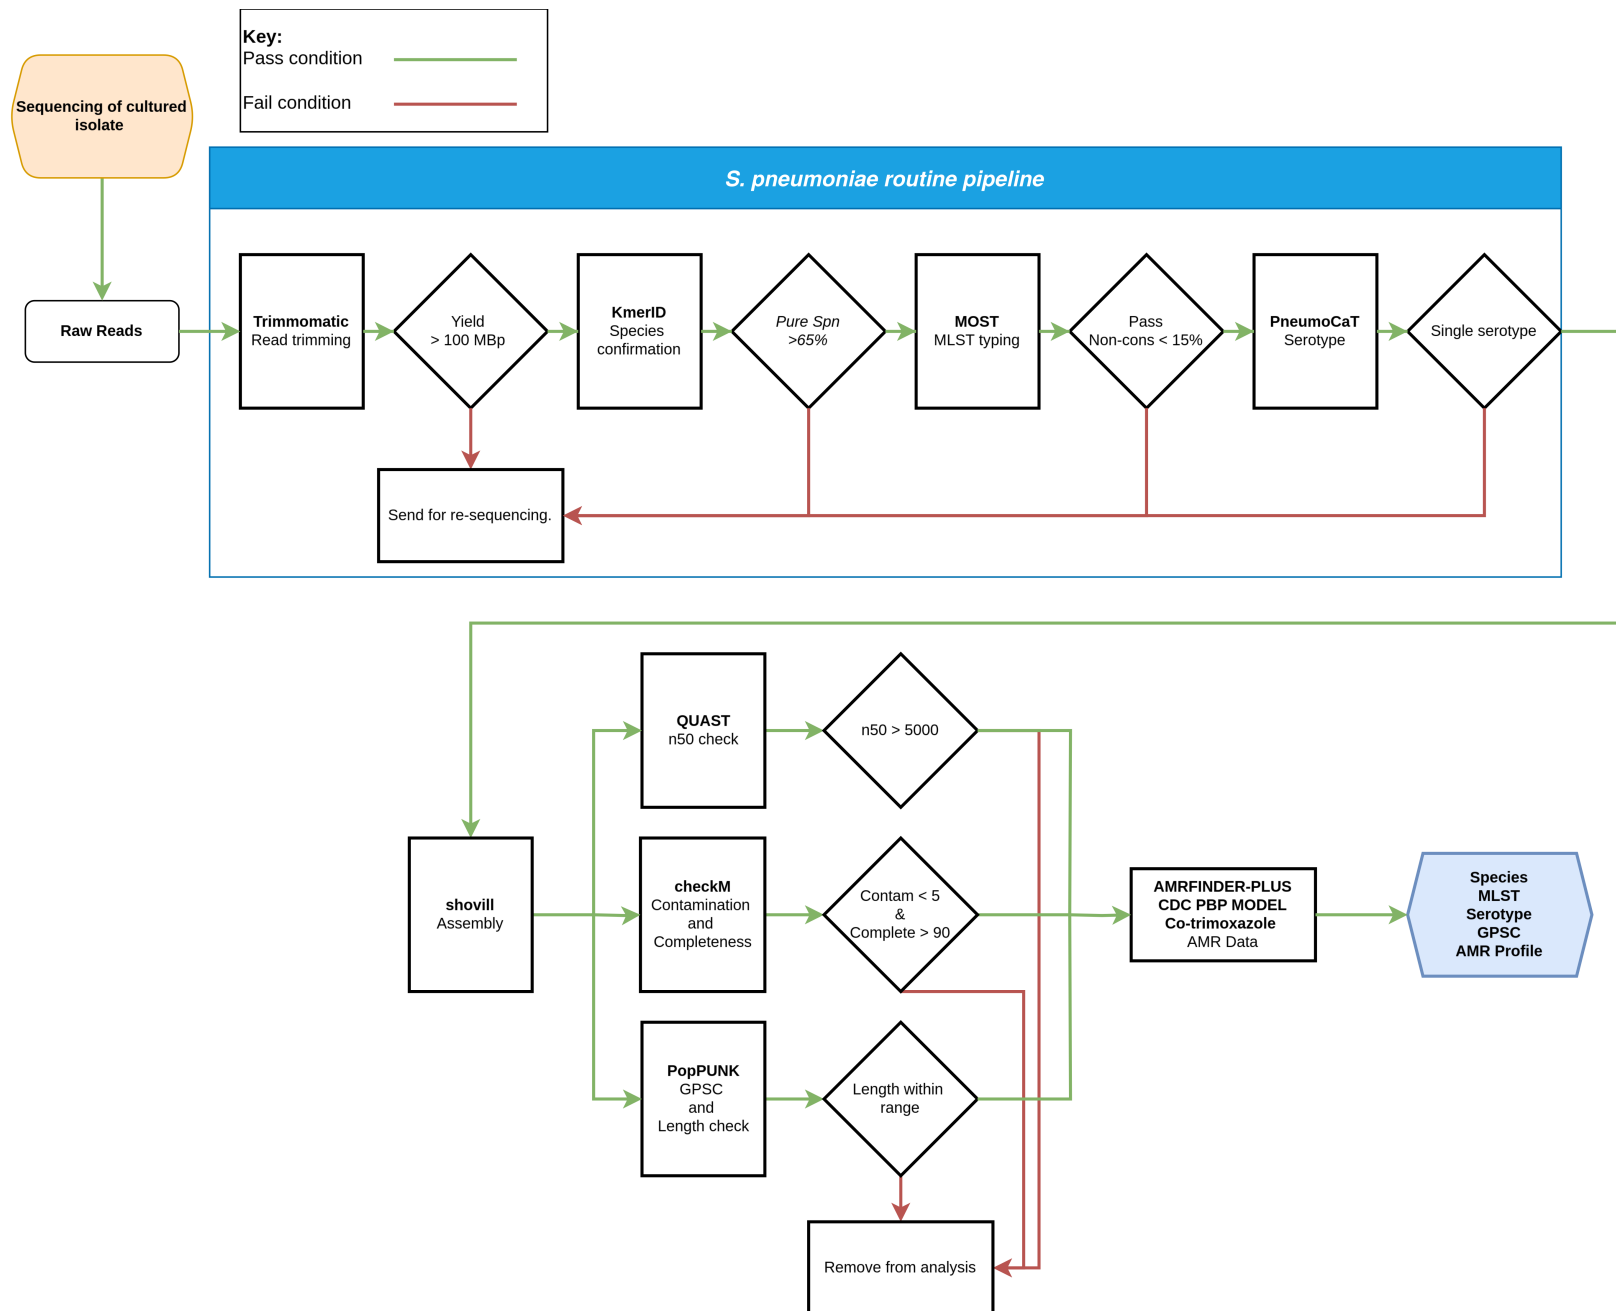 Key:
Pass condition
Fail condition
Sequencing of cultured
isolate
S. pneumoniae routine pipeline
Raw Reads
Trimmomatic
Read trimming
Yield
> 100 MBp
KmerID
Species
confirmation
Pure Spn
>65%
MOST
MLST typing
Pass
Non-cons < 15%
PneumoCaT
Serotype
Single serotype
Send for re-sequencing.
QUAST
n50 check
n50 > 5000
shovill
Assembly
checkM
Contamination
and
Completeness
Contam < 5
&
Complete > 90
AMRFINDER-PLUS
CDC PBP MODEL
Co-trimoxazole
AMR Data
Species
MLST
Serotype
GPSC
AMR Profile
PopPUNK
GPSC
and
Length check
Length within
range
Remove from analysis